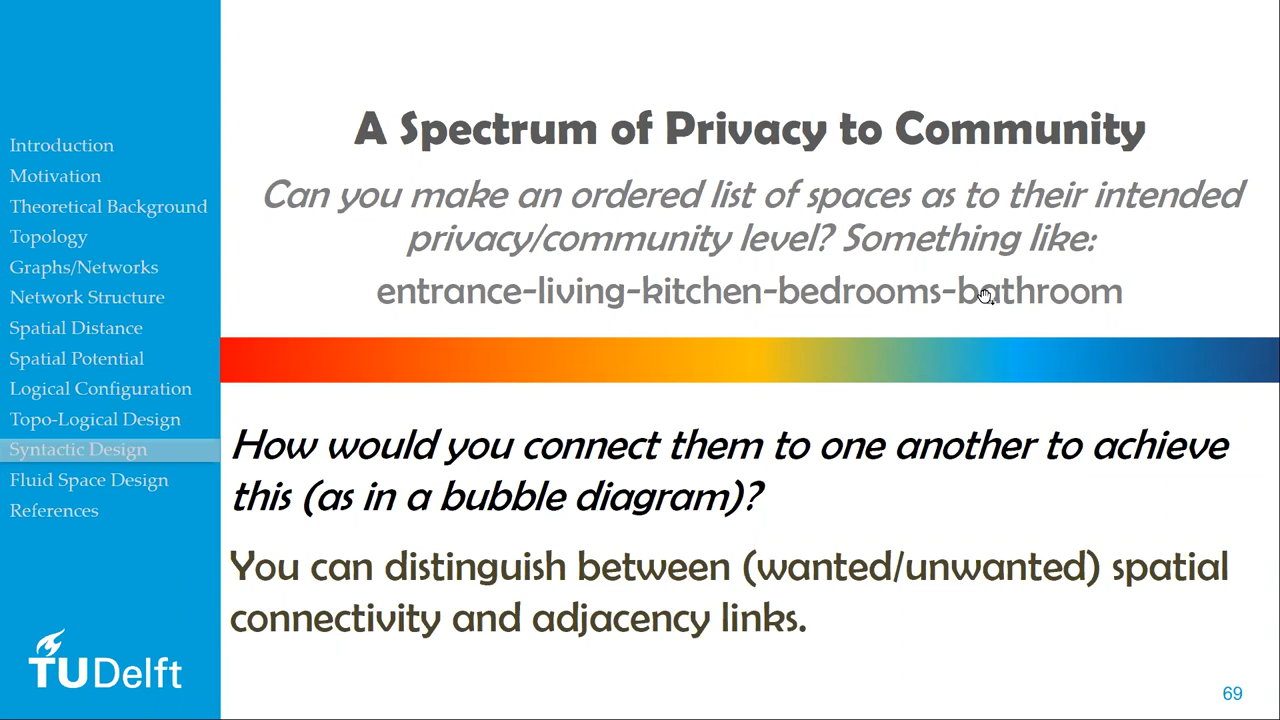 Introduction
Motivation
Theoretical Background
Topology
Graphs/Networks
Network Structure
Spatial Distance
Spatial Potential
Logical Configuration
Topo-Logical Design
Syntactic Design
Fluid Space Design
References
TUDelft
A Spectrum of Privacy to Community
Can you make an ordered list of spaces as to their intended
privacy/community level? Something like:
entrance-living-kitchen-bedrooms-bathroom
How would you connect them to one another to achieve
this (as in a bubble diagram)?
You can distinguish between (wanted/unwanted) spatial
connectivity and adjacency links.
69